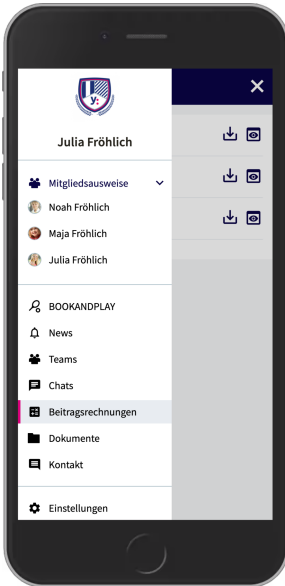 y:
Julia Fröhlich
Mitgliedsausweise
Noah Fröhlich
Maja Fröhlich
Julia Fröhlich
BOOKANDPLAY
News
Teams
Chats
Beitragsrechnungen
Dokumente
Kontakt
Einstellungen